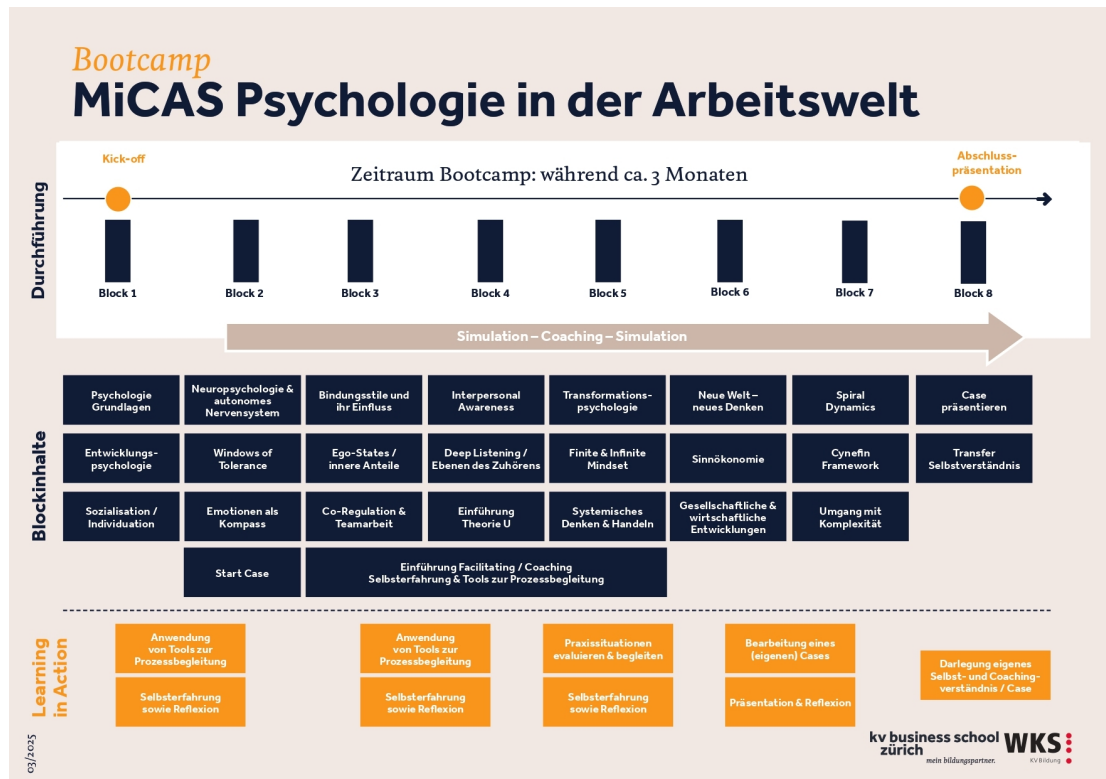 Bootcamp
MiCAS Psychologie in der Arbeitswelt
Durchführung
Kick-off
Zeitraum Bootcamp: während ca. 3 Monaten
Abschluss-
präsentation
Block 1
Block 2
Block 3
Block 4
Block 5
Block 6
Block 7
Block 8
Simulation – Coaching – Simulation
Blockinhalte
Psychologie
Grundlagen
Neuropsychologie &
autonomes
Nervensystem
Bindungsstile und
ihr Einfluss
Interpersonal
Awareness
Transformations-
psychologie
Neue Welt –
neues Denken
Spiral
Dynamics
Case
präsentieren
Entwicklungs-
psychologie
Windows of
Tolerance
Ego-States /
innere Anteile
Deep Listening /
Ebenen des Zuhörens
Finite & Infinite
Mindset
Sinnökonomie
Cynefin
Framework
Transfer
Selbstverständnis
Sozialisation /
Individuation
Emotionen als
Kompass
Co-Regulation &
Teamarbeit
Einführung
Theorie U
Systemisches
Denken & Handeln
Gesellschaftliche &
wirtschaftliche
Entwicklungen
Umgang mit
Komplexität
Start Case
Einführung Facilitating / Coaching
Selbsterfahrung & Tools zur Prozessbegleitung
Learning
in Action
Anwendung
von Tools zur
Prozessbegleitung
Anwendung
von Tools zur
Prozessbegleitung
Praxissituationen
evaluieren & begleiten
Bearbeitung eines
(eigenen) Cases
Darlegung eigenes
Selbst- und Coaching-
verständnis / Case
Selbsterfahrung
sowie Reflexion
Selbsterfahrung
sowie Reflexion
Selbsterfahrung
sowie Reflexion
Präsentation & Reflexion
03/2025
kv business school
zürich
mein bildungspartner.
WKS
KV Bildung